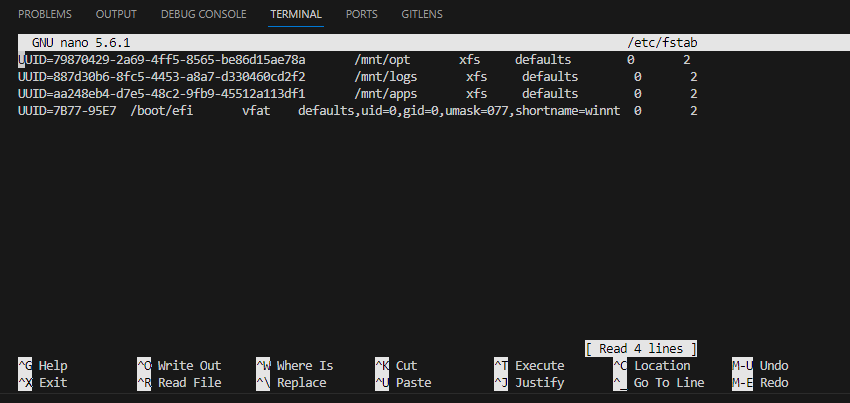 PROBLEMS OUTPUT DEBUG CONSOLE TERMINAL PORTS GITLENS
GNU nano 5.6.1 /etc/fstab
UUID=79870429-2a69-4ff5-8565-be86d15ae78a /mnt/opt xfs defaults 0 2
UUID=887d30b6-8fc5-4453-a8a7-d330460cd2f2 /mnt/logs xfs defaults 0 2
UUID=aa248eb4-d7e5-48c2-9fb9-45512a113df1 /mnt/apps xfs defaults 0 2
UUID=7B77-95E7 /boot/efi vfat defaults,uid=0,gid=0,umask=077,shortname=winnt 0 2
[ Read 4 lines ]
^G Help ^O Write Out ^W Where Is ^K Cut ^T Execute ^C Location M-U Undo
^X Exit ^R Read File ^\ Replace ^U Paste ^J Justify ^_ Go To Line M-E Redo